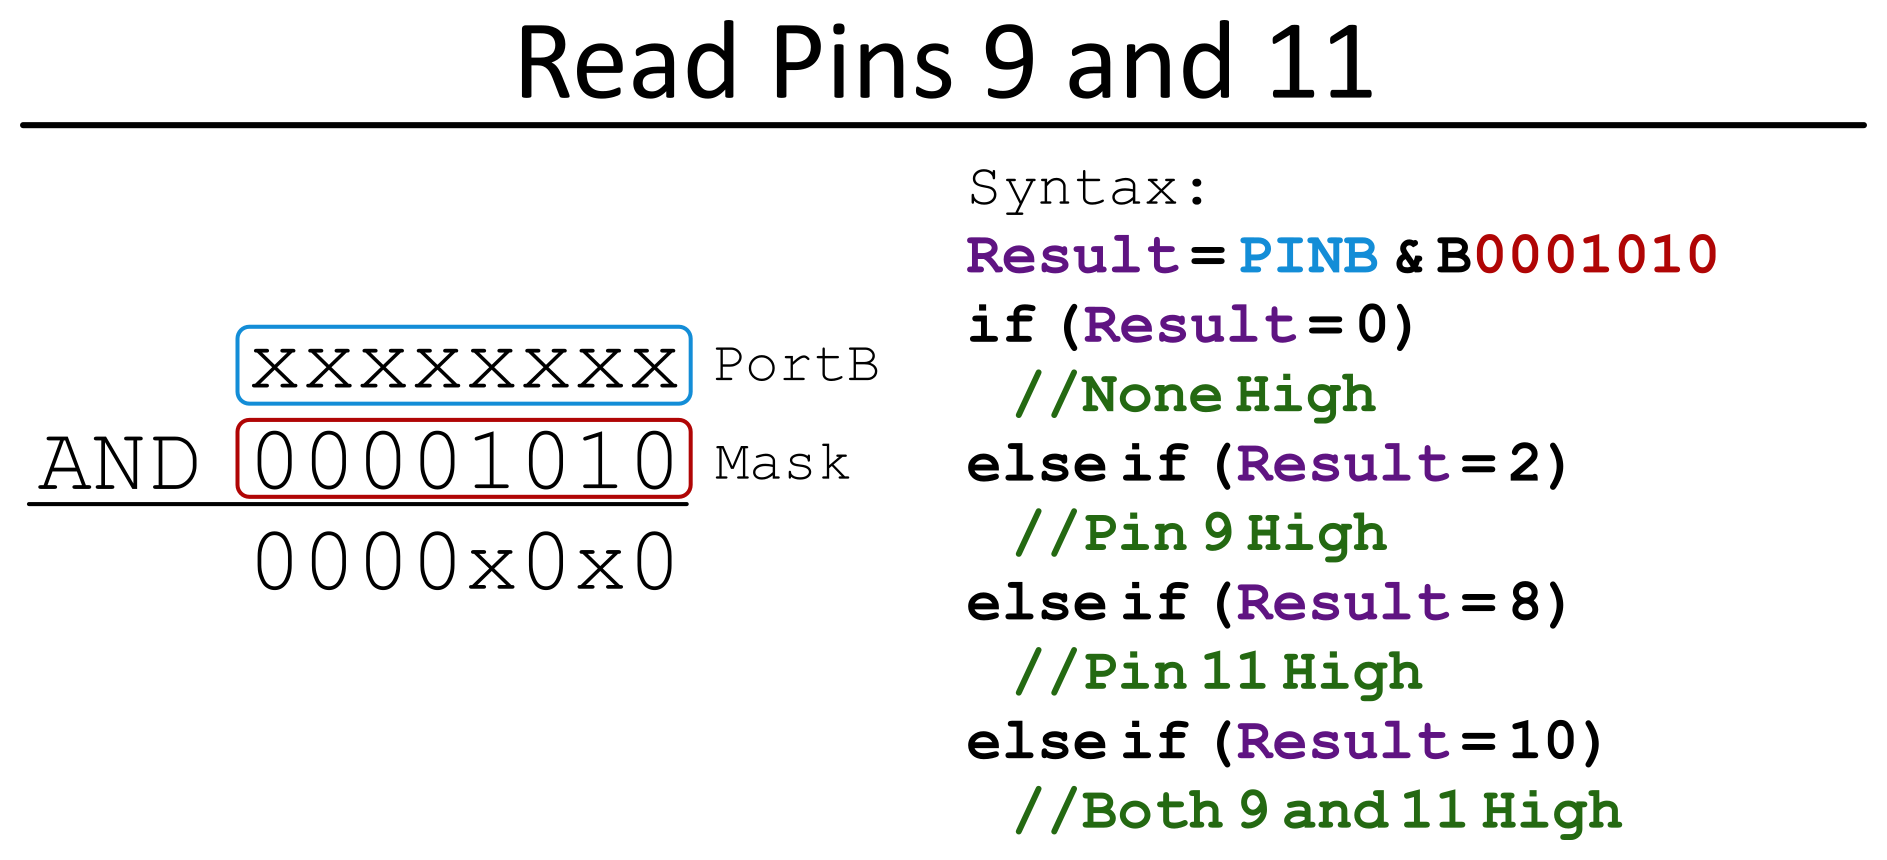 Read Pins 9 and 11
xxxxxxxx PortB
AND 00001010 Mask
0000x0x0
Syntax:
Result = PINB & B0001010
if (Result = 0)
//None High
else if (Result = 2)
//Pin 9 High
else if (Result = 8)
//Pin 11 High
else if (Result = 10)
//Both 9 and 11 High